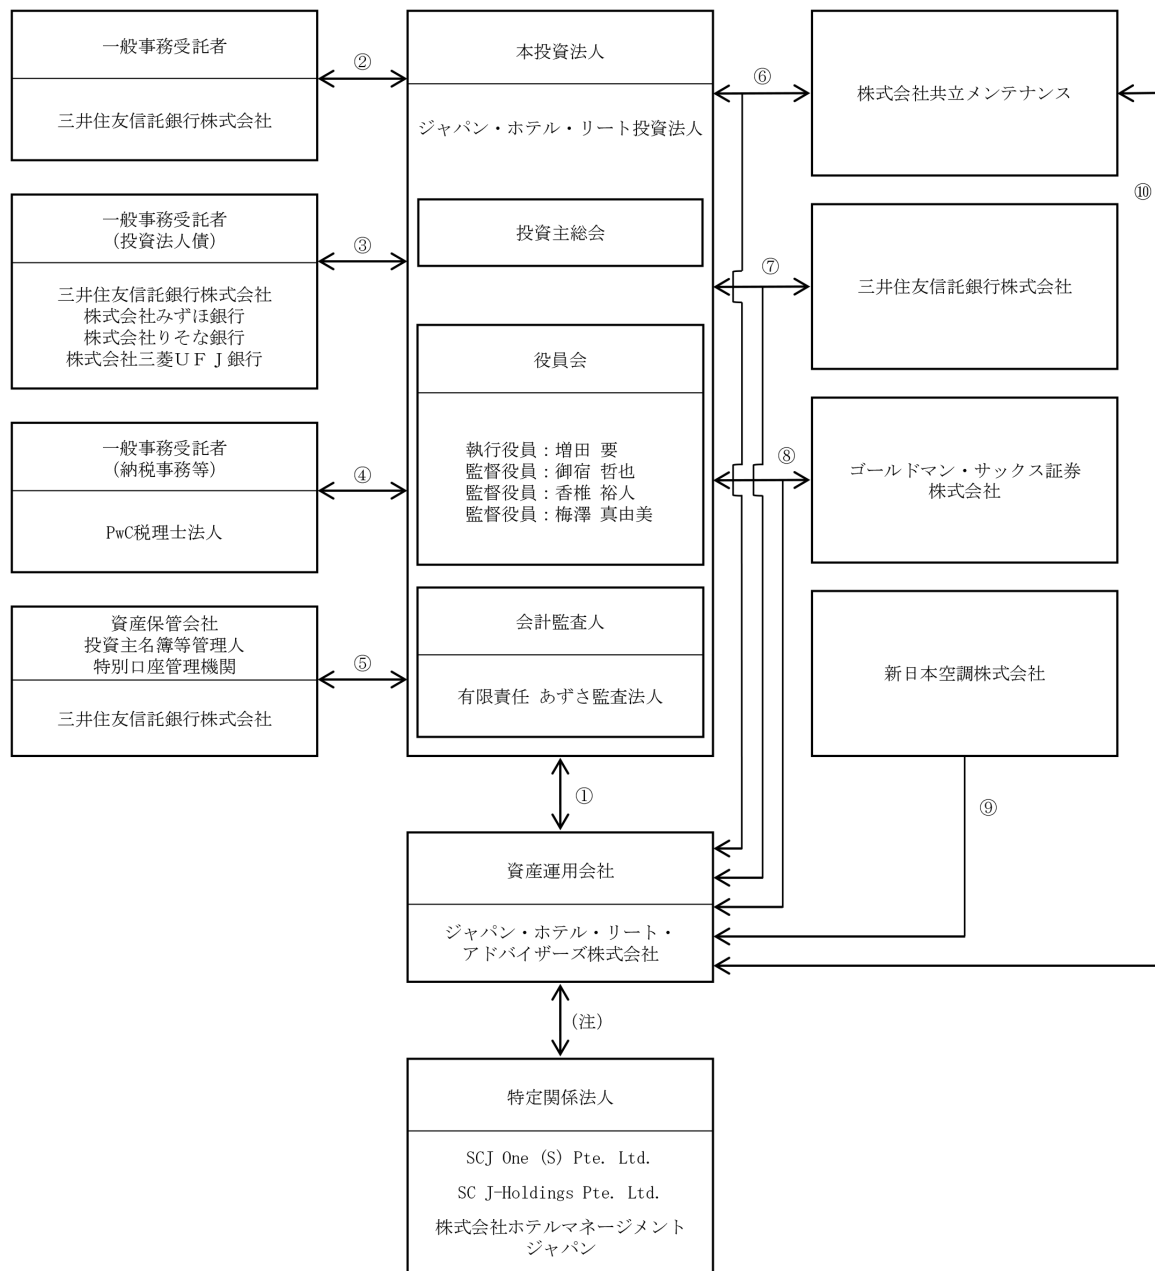 一般事務受託者
三井住友信託銀行株式会社
②
本投資法人
ジャパン・ホテル・リート投資法人
⑥
株式会社共立メンテナンス
⑩
一般事務受託者
(投資法人債)
三井住友信託銀行株式会社
株式会社みずほ銀行
株式会社りそな銀行
株式会社三菱ＵＦＪ銀行
③
投資主総会
⑦
三井住友信託銀行株式会社
役員会
執行役員：増田 要
監督役員：御宿 哲也
監督役員：香椎 裕人
監督役員：梅澤 真由美
一般事務受託者
(納税事務等)
PwC税理士法人
④
⑧
ゴールドマン・サックス証券
株式会社
資産保管会社
投資主名簿等管理人
特別口座管理機関
三井住友信託銀行株式会社
⑤
会計監査人
有限責任 あずさ監査法人
新日本空調株式会社
①
⑨
資産運用会社
ジャパン・ホテル・リート・
アドバイザーズ株式会社
(注)
特定関係法人
SCJ One (S) Pte. Ltd.
SC J-Holdings Pte. Ltd.
株式会社ホテルマネージメント
ジャパン